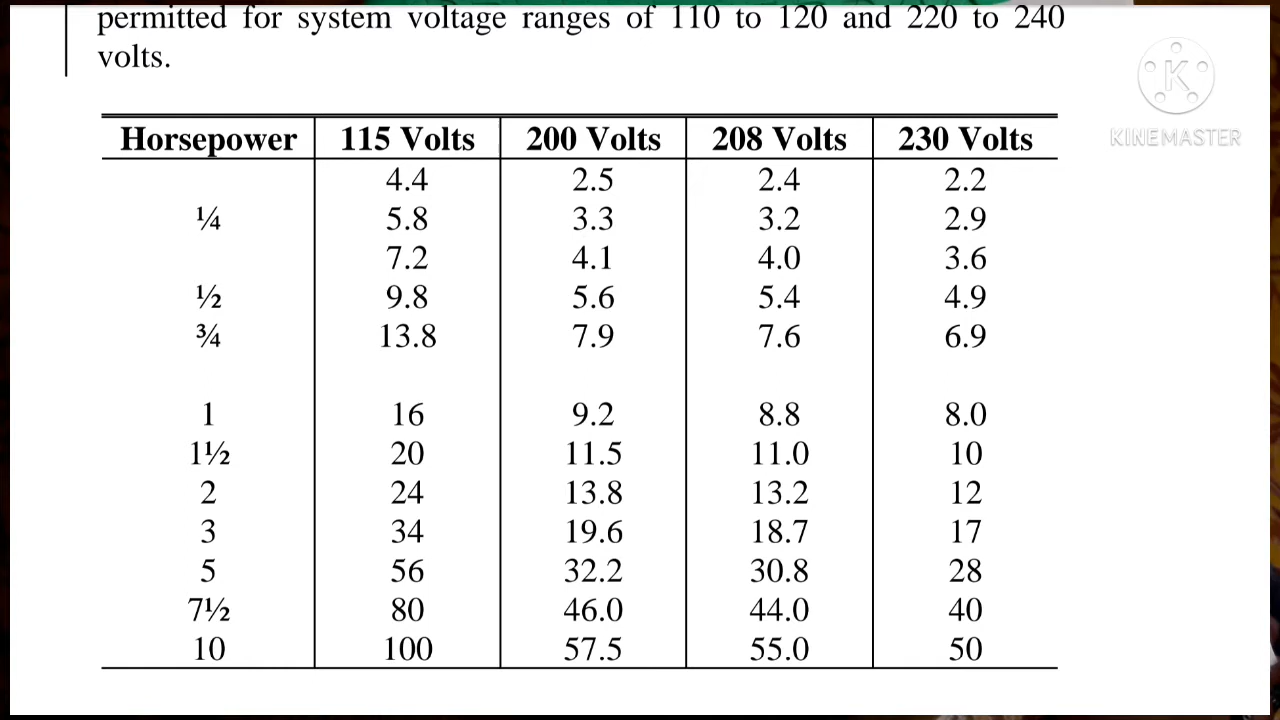 permitted for system voltage ranges of 110 to 120 and 220 to 240
volts.
K
KINEMASTER
Horsepower 115 Volts 200 Volts 208 Volts 230 Volts
4.4 2.5 2.4 2.2
¼ 5.8 3.3 3.2 2.9
7.2 4.1 4.0 3.6
½ 9.8 5.6 5.4 4.9
¾ 13.8 7.9 7.6 6.9
1 16 9.2 8.8 8.0
1½ 20 11.5 11.0 10
2 24 13.8 13.2 12
3 34 19.6 18.7 17
5 56 32.2 30.8 28
7½ 80 46.0 44.0 40
10 100 57.5 55.0 50